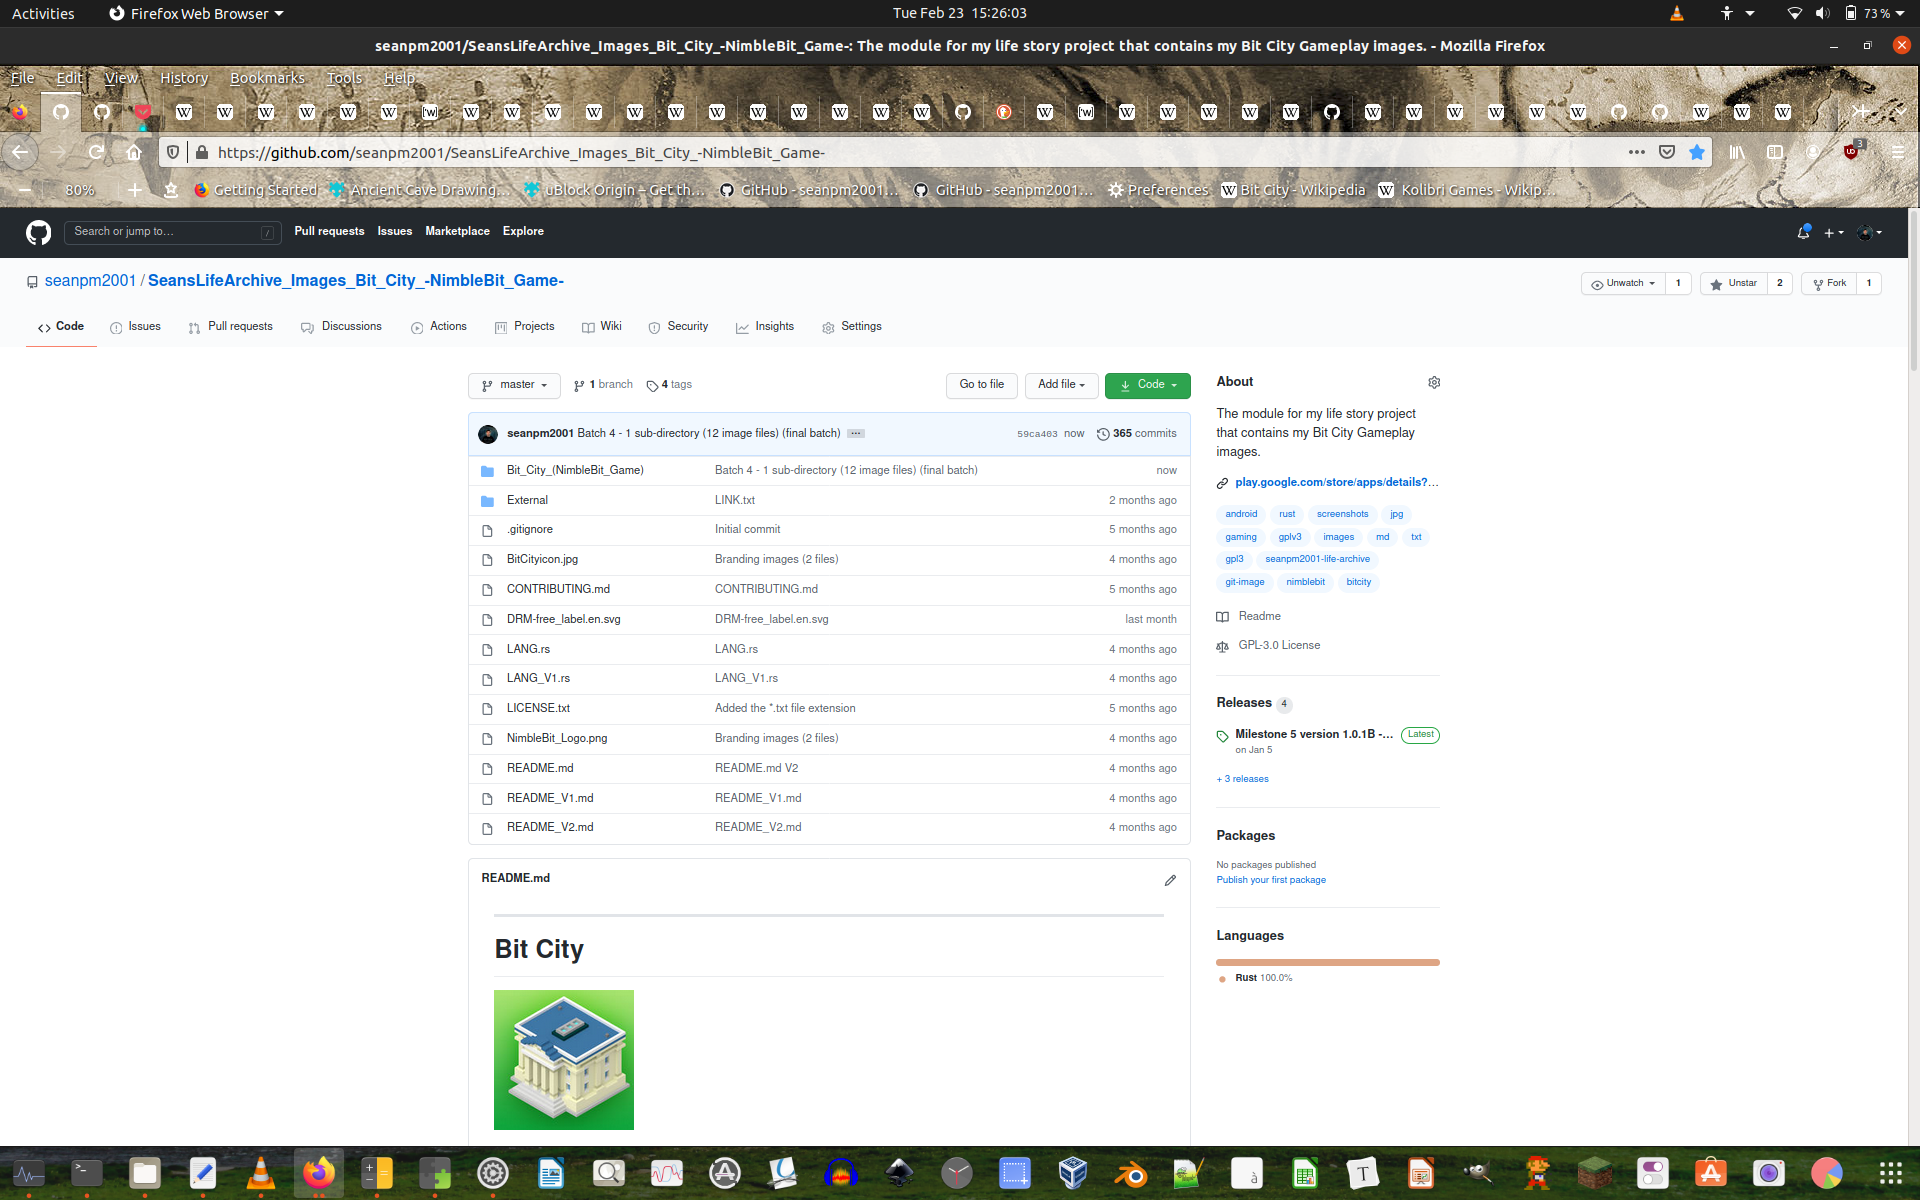 Activities Firefox Web Browser Tue Feb 23 15:26:03 73 %
seanpm2001/SeansLifeArchive_Images_Bit_City_-NimbleBit_Game-: The module for my life story project that contains my Bit City Gameplay images. - Mozilla Firefox
File Edit View History Bookmarks Tools Help
https://github.com/seanpm2001/SeansLifeArchive_Images_Bit_City_-NimbleBit_Game- 3
80% Getting Started Ancient Cave Drawing… uBlock Origin – Get th… GitHub - seanpm2001… GitHub - seanpm2001… Preferences Bit City - Wikipedia Kolibri Games - Wikip…
Search or jump to… / Pull requests Issues Marketplace Explore
seanpm2001 / SeansLifeArchive_Images_Bit_City_-NimbleBit_Game- Unwatch 1 Unstar 2 Fork 1
Code Issues Pull requests Discussions Actions Projects Wiki Security Insights Settings
master 1 branch 4 tags Go to file Add file Code
seanpm2001 Batch 4 - 1 sub-directory (12 image files) (final batch) … 59ca403 now 365 commits
Bit_City_(NimbleBit_Game) Batch 4 - 1 sub-directory (12 image files) (final batch) now
External LINK.txt 2 months ago
.gitignore Initial commit 5 months ago
BitCityicon.jpg Branding images (2 files) 4 months ago
CONTRIBUTING.md CONTRIBUTING.md 5 months ago
DRM-free_label.en.svg DRM-free_label.en.svg last month
LANG.rs LANG.rs 4 months ago
LANG_V1.rs LANG_V1.rs 4 months ago
LICENSE.txt Added the *.txt file extension 5 months ago
NimbleBit_Logo.png Branding images (2 files) 4 months ago
README.md README.md V2 4 months ago
README_V1.md README_V1.md 4 months ago
README_V2.md README_V2.md 4 months ago
README.md
Bit City
About
The module for my life story project
that contains my Bit City Gameplay
images.
play.google.com/store/apps/details?…
android rust screenshots jpg
gaming gplv3 images md txt
gpl3 seanpm2001-life-archive
git-image nimblebit bitcity
Readme
GPL-3.0 License
Releases 4
Milestone 5 version 1.0.1B -… Latest
on Jan 5
+ 3 releases
Packages
No packages published
Publish your first package
Languages
Rust 100.0%